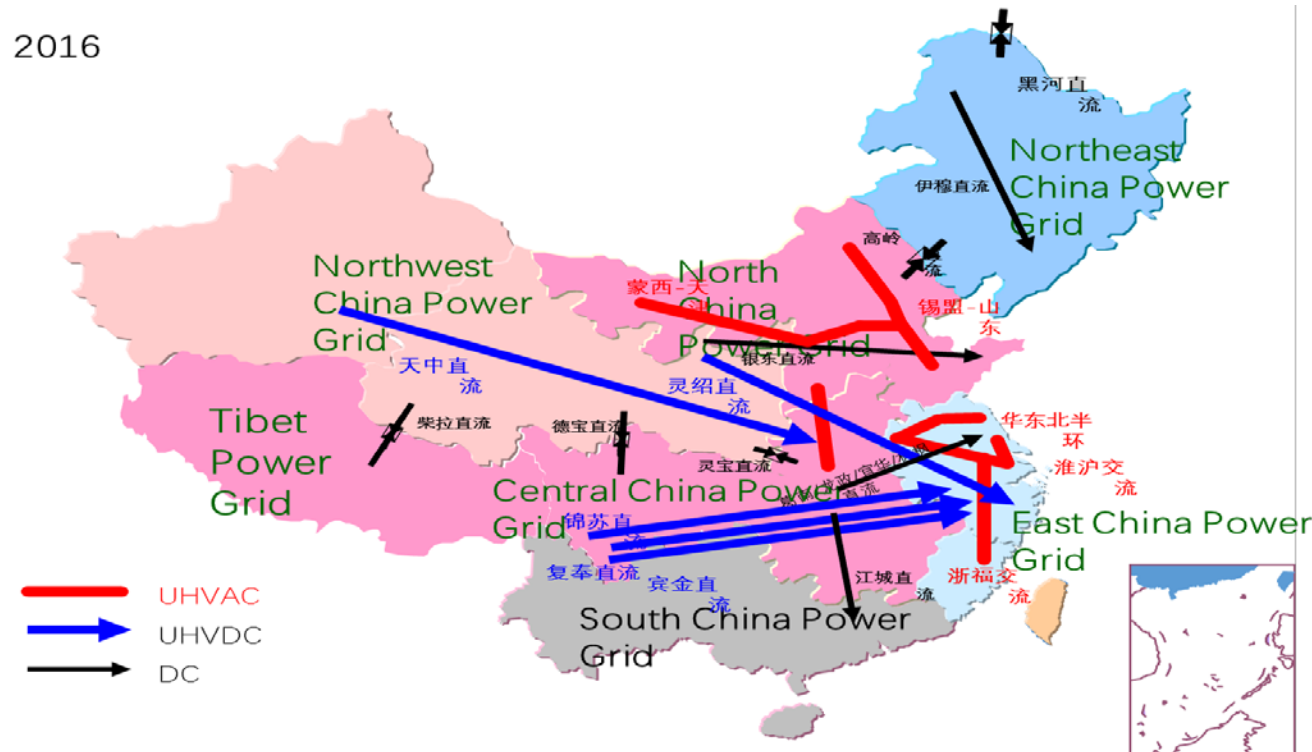 2016
黑河直
流
Northeast
China Power
Grid
伊穆直流
高岭
流
Northwest
China Power
Grid
North
China
Power Grid
蒙西-天
津
锡盟-山
东
银东直流
天中直
流
灵绍直
流
Tibet
Power
Grid
柴拉直流
德宝直流
灵宝直流
华东北半
环
淮沪交
流
Central China Power
Grid
直流
锦苏直
流
East China Power
Grid
复奉直流
宾金直
流
江城直
流
浙福交
流
South China Power
Grid
UHVAC
UHVDC
DC